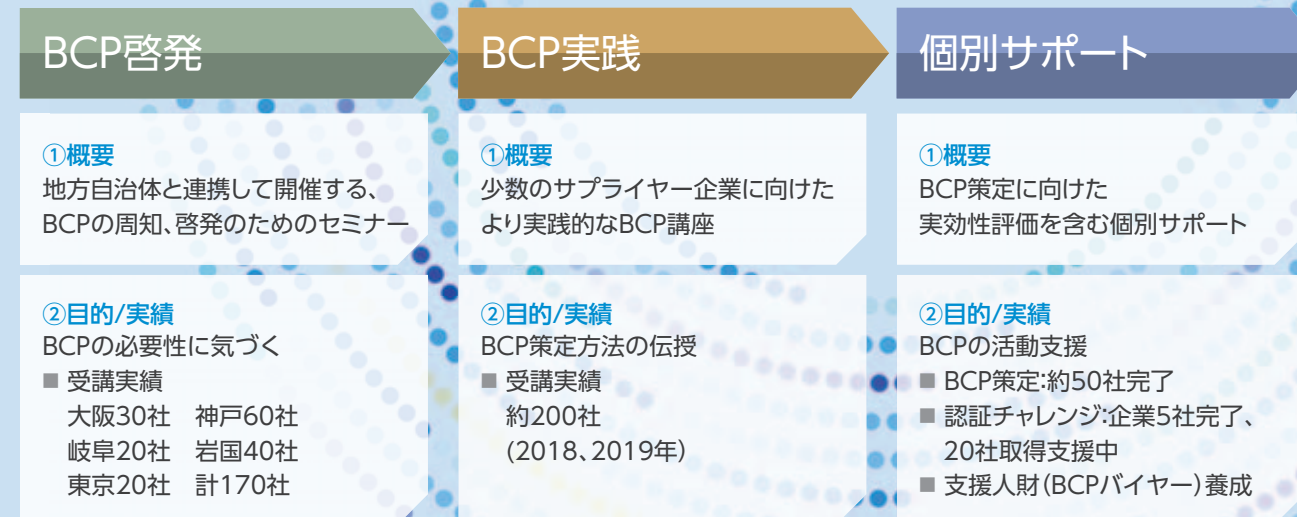 BCP啓発
①概要
地方自治体と連携して開催する、
BCPの周知、啓発のためのセミナー
②目的/実績
BCPの必要性に気づく
■ 受講実績
大阪30社　神戸60社
岐阜20社　岩国40社
東京20社　計170社
BCP実践
①概要
少数のサプライヤー企業に向けた
より実践的なBCP講座
②目的/実績
BCP策定方法の伝授
■ 受講実績
約200社
(2018、2019年)
個別サポート
①概要
BCP策定に向けた
実効性評価を含む個別サポート
②目的/実績
BCPの活動支援
■ BCP策定:約50社完了
■ 認証チャレンジ:企業5社完了、
20社取得支援中
■ 支援人財(BCPバイヤー)養成